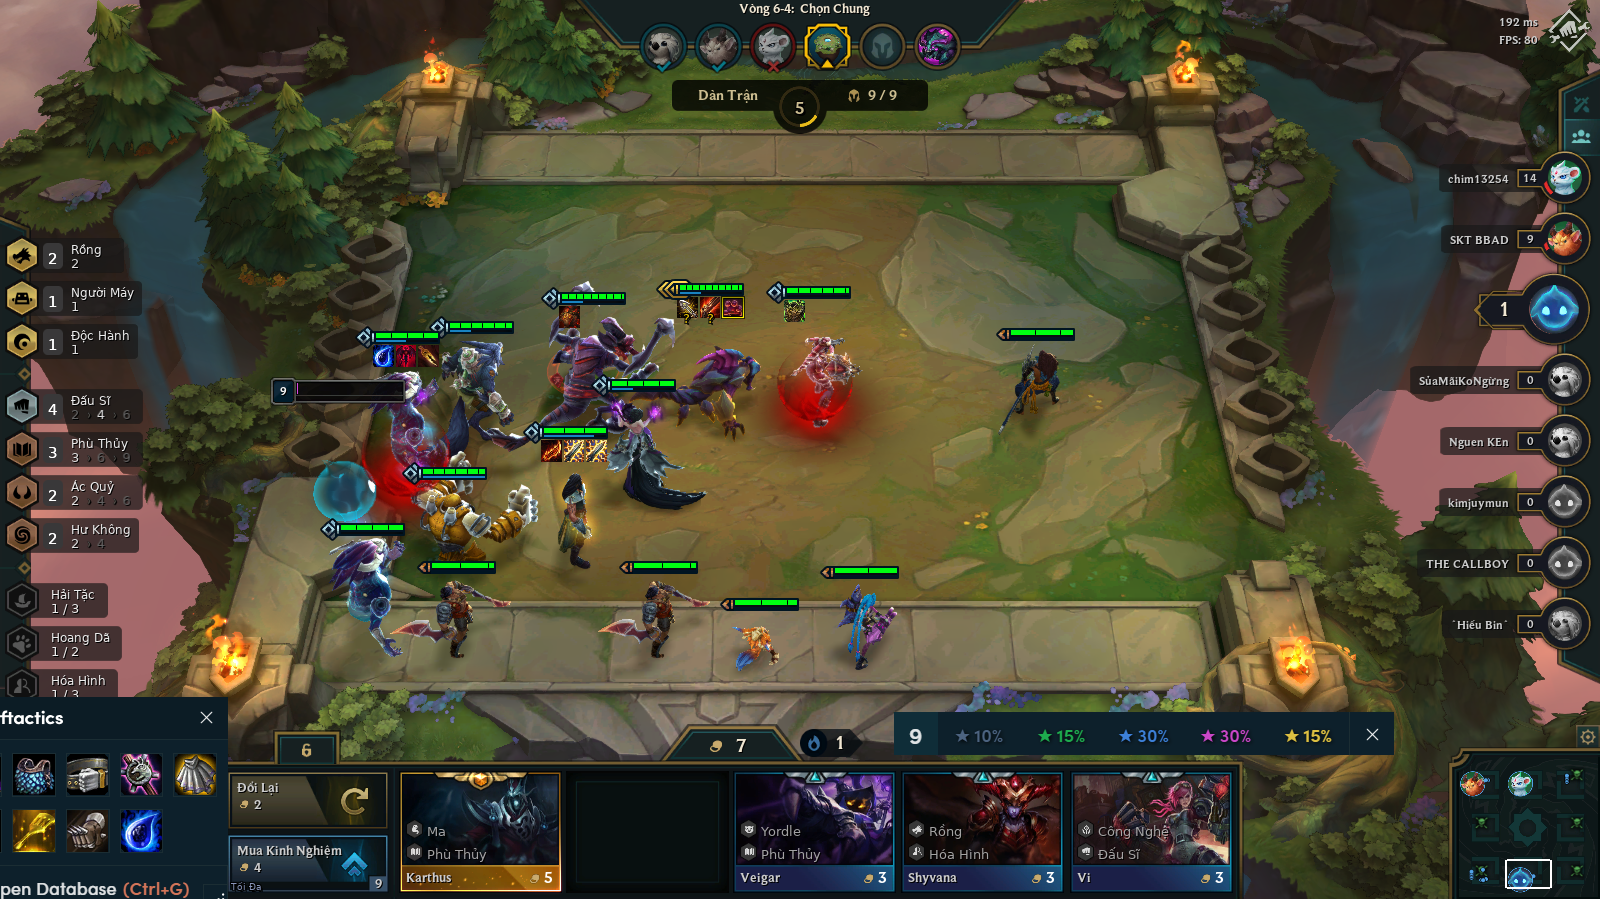 Vòng 6-4: Chọn Chung
192 ms
FPS: 80
Dàn Trận
5
9 / 9
chim13254
14
SKT BBAD
9
1
SủaMãiKoNgừng
0
Nguen KEn
0
kimjuymun
0
THE CALLBOY
0
`Hiếu Bin`
0
2
Rồng
2
1
Người Máy
1
1
Độc Hành
1
4
Đấu Sĩ
2 › 4 › 6
3
Phù Thủy
3 › 6 › 9
2
Ác Quỷ
2 › 4 › 6
2
Hư Không
2 › 4
Hải Tặc
1 / 3
Hoang Dã
1 / 2
Hóa Hình
1 / 3
9
ftactics
pen Database (Ctrl+G)
6
7
1
9
10%
15%
30%
30%
15%
Đổi Lại
2
Mua Kinh Nghiệm
4
Tối Đa
9
Ma
Phù Thủy
Karthus
5
Yordle
Phù Thủy
Veigar
3
Rồng
Hóa Hình
Shyvana
3
Công Nghệ
Đấu Sĩ
Vi
3